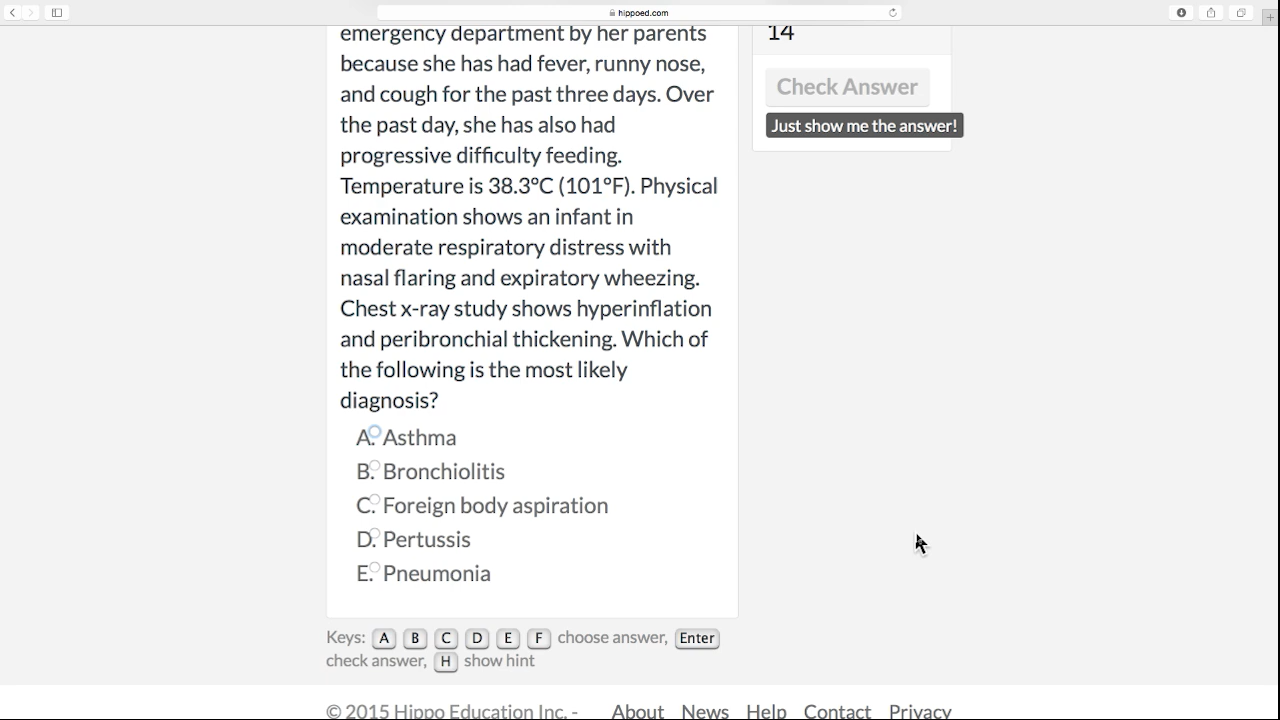 hippoed.com
emergency department by her parents
because she has had fever, runny nose,
and cough for the past three days. Over
the past day, she has also had
progressive difficulty feeding.
Temperature is 38.3°C (101°F). Physical
examination shows an infant in
moderate respiratory distress with
nasal flaring and expiratory wheezing.
Chest x-ray study shows hyperinflation
and peribronchial thickening. Which of
the following is the most likely
diagnosis?
A. Asthma
B. Bronchiolitis
C. Foreign body aspiration
D. Pertussis
E. Pneumonia
14
Check Answer
Just show me the answer!
Keys: A B C D E F choose answer, Enter
check answer, H show hint
© 2015 Hippo Education Inc. - About News Help Contact Privacy